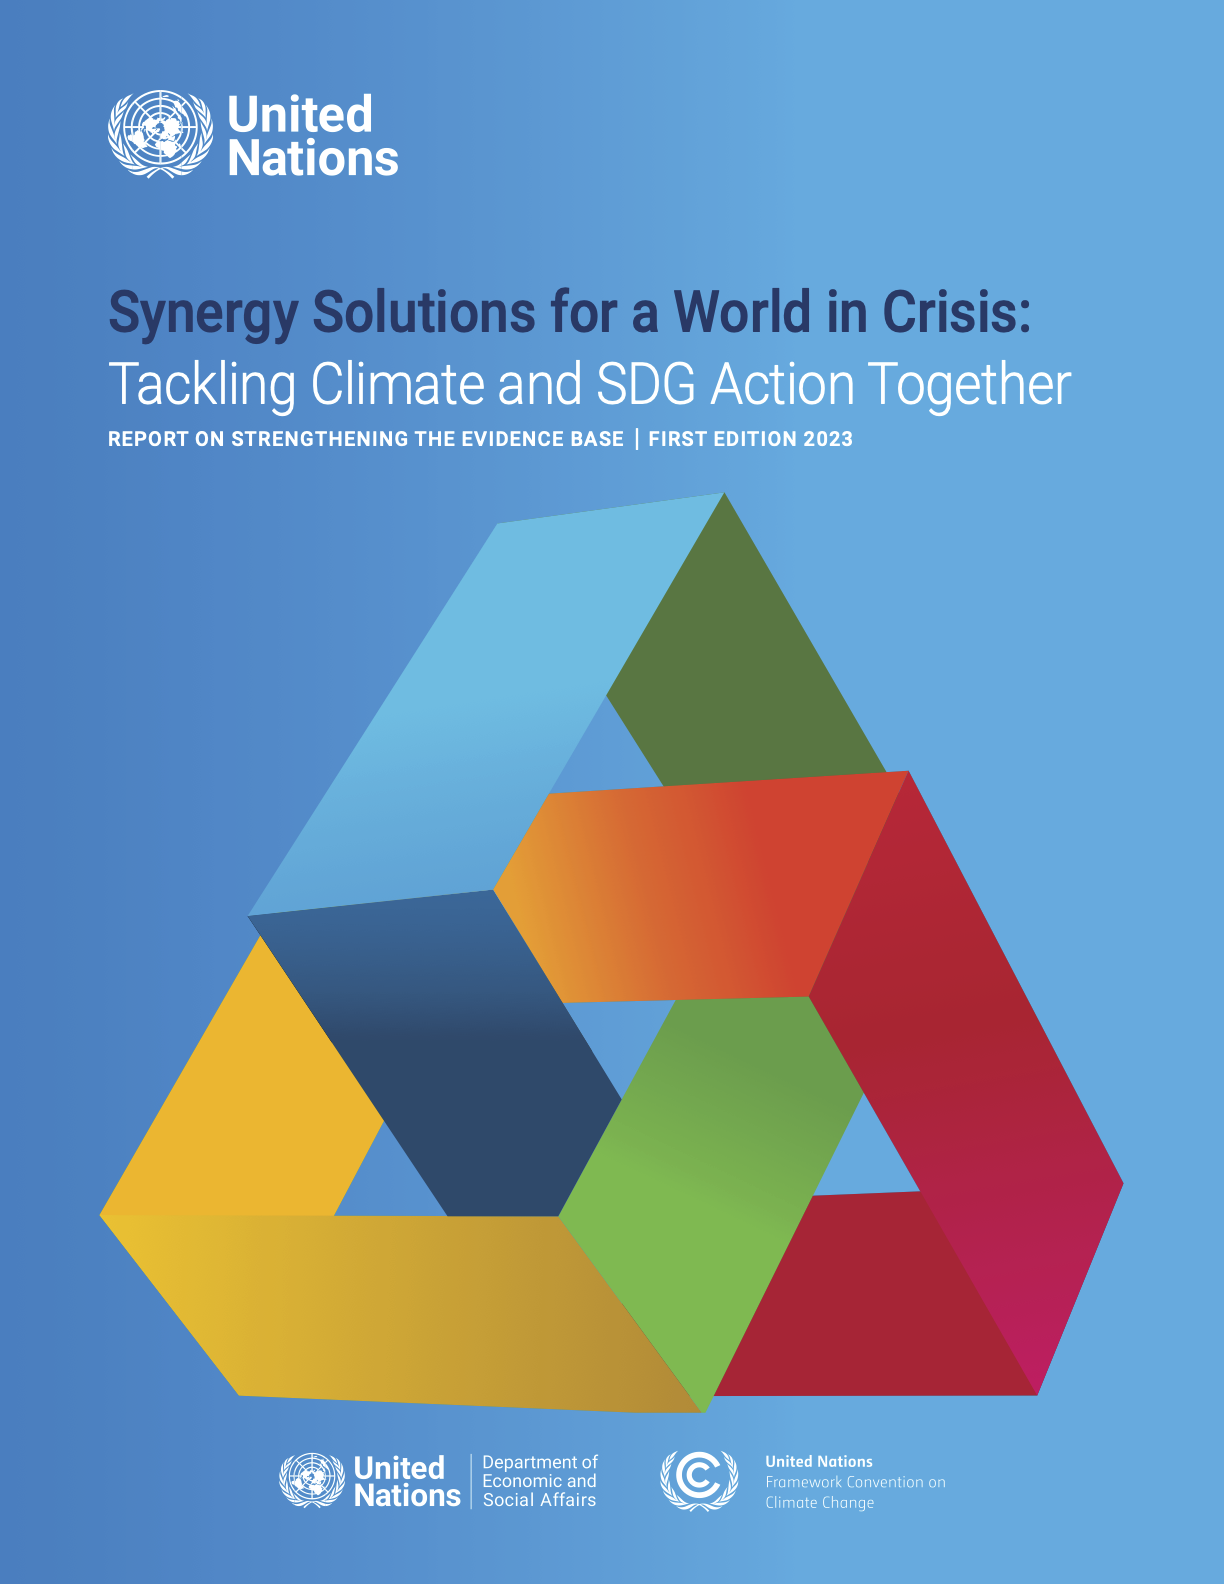 United
Nations
Synergy Solutions for a World in Crisis:
Tackling Climate and SDG Action Together
REPORT ON STRENGTHENING THE EVIDENCE BASE | FIRST EDITION 2023
United
Nations
Department of
Economic and
Social Affairs
United Nations
Framework Convention on
Climate Change